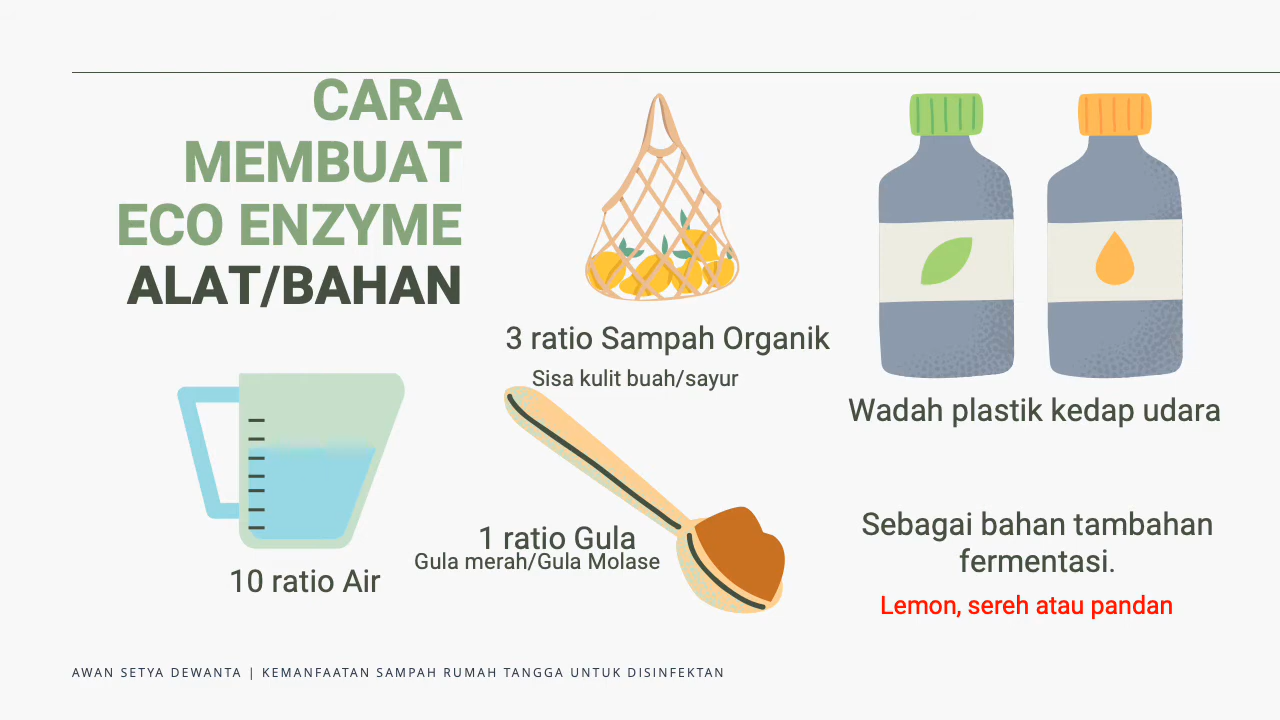 CARA
MEMBUAT
ECO ENZYME
ALAT/BAHAN
3 ratio Sampah Organik
Sisa kulit buah/sayur
Wadah plastik kedap udara
10 ratio Air
1 ratio Gula
Gula merah/Gula Molase
Sebagai bahan tambahan
fermentasi.
Lemon, sereh atau pandan
AWAN SETYA DEWANTA | KEMANFAATAN SAMPAH RUMAH TANGGA UNTUK DISINFEKTAN